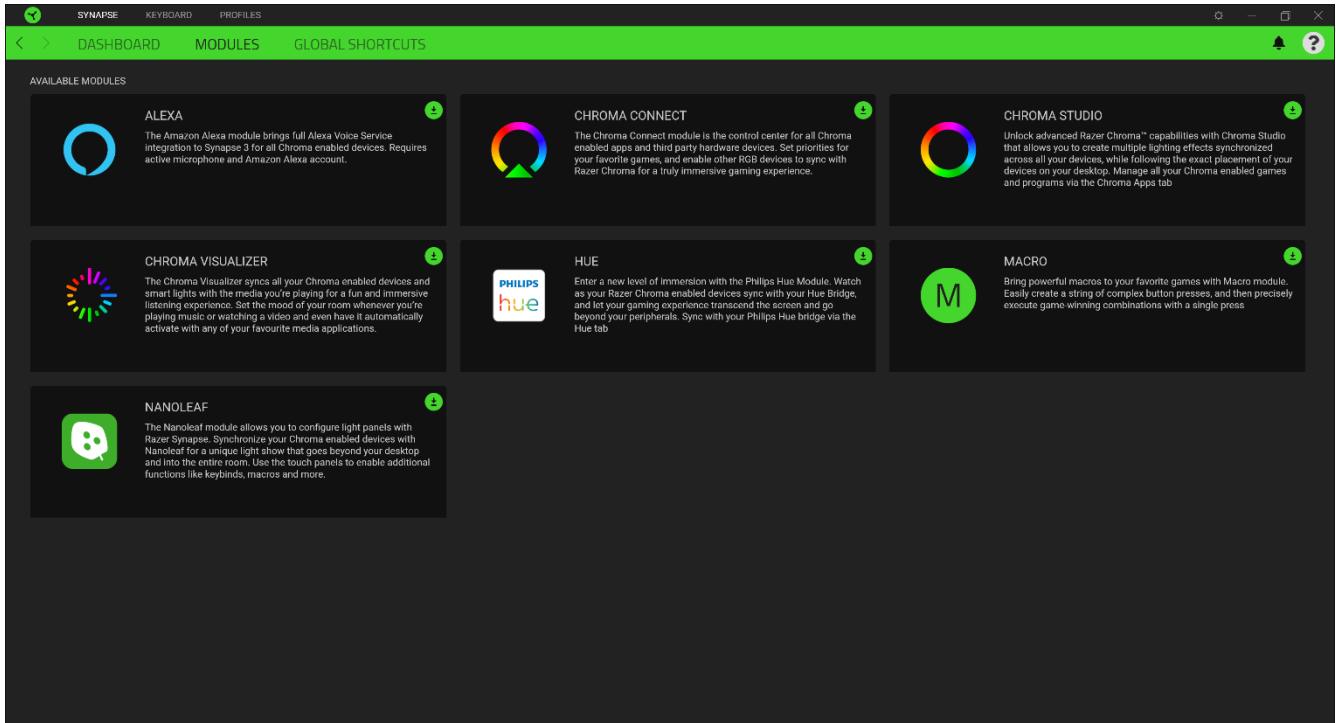 SYNAPSE KEYBOARD PROFILES
DASHBOARD MODULES GLOBAL SHORTCUTS ?
AVAILABLE MODULES
ALEXA
The Amazon Alexa module brings full Alexa Voice Service
integration to Synapse 3 for all Chroma enabled devices. Requires
active microphone and Amazon Alexa account.
CHROMA CONNECT
The Chroma Connect module is the control center for all Chroma
enabled apps and third party hardware devices. Set priorities for
your favorite games, and enable other RGB devices to sync with
Razer Chroma for a truly immersive gaming experience.
CHROMA STUDIO
Unlock advanced Razer Chroma™ capabilities with Chroma Studio
that allows you to create multiple lighting effects synchronized
across all your devices, while following the exact placement of your
devices on your desktop. Manage all your Chroma enabled games
and programs via the Chroma Apps tab
CHROMA VISUALIZER
The Chroma Visualizer syncs all your Chroma enabled devices and
smart lights with the media you're playing for a fun and immersive
listening experience. Set the mood of your room whenever you're
playing music or watching a video and even have it automatically
activate with any of your favourite media applications.
PHILIPS
hue
HUE
Enter a new level of immersion with the Philips Hue Module. Watch
as your Razer Chroma enabled devices sync with your Hue Bridge,
and let your gaming experience transcend the screen and go
beyond your peripherals. Sync with your Philips Hue bridge via the
Hue tab
M
MACRO
Bring powerful macros to your favorite games with Macro module.
Easily create a string of complex button presses, and then precisely
execute game-winning combinations with a single press
NANOLEAF
The Nanoleaf module allows you to configure light panels with
Razer Synapse. Synchronize your Chroma enabled devices with
Nanoleaf for a unique light show that goes beyond your desktop
and into the entire room. Use the touch panels to enable additional
functions like keybinds, macros and more.